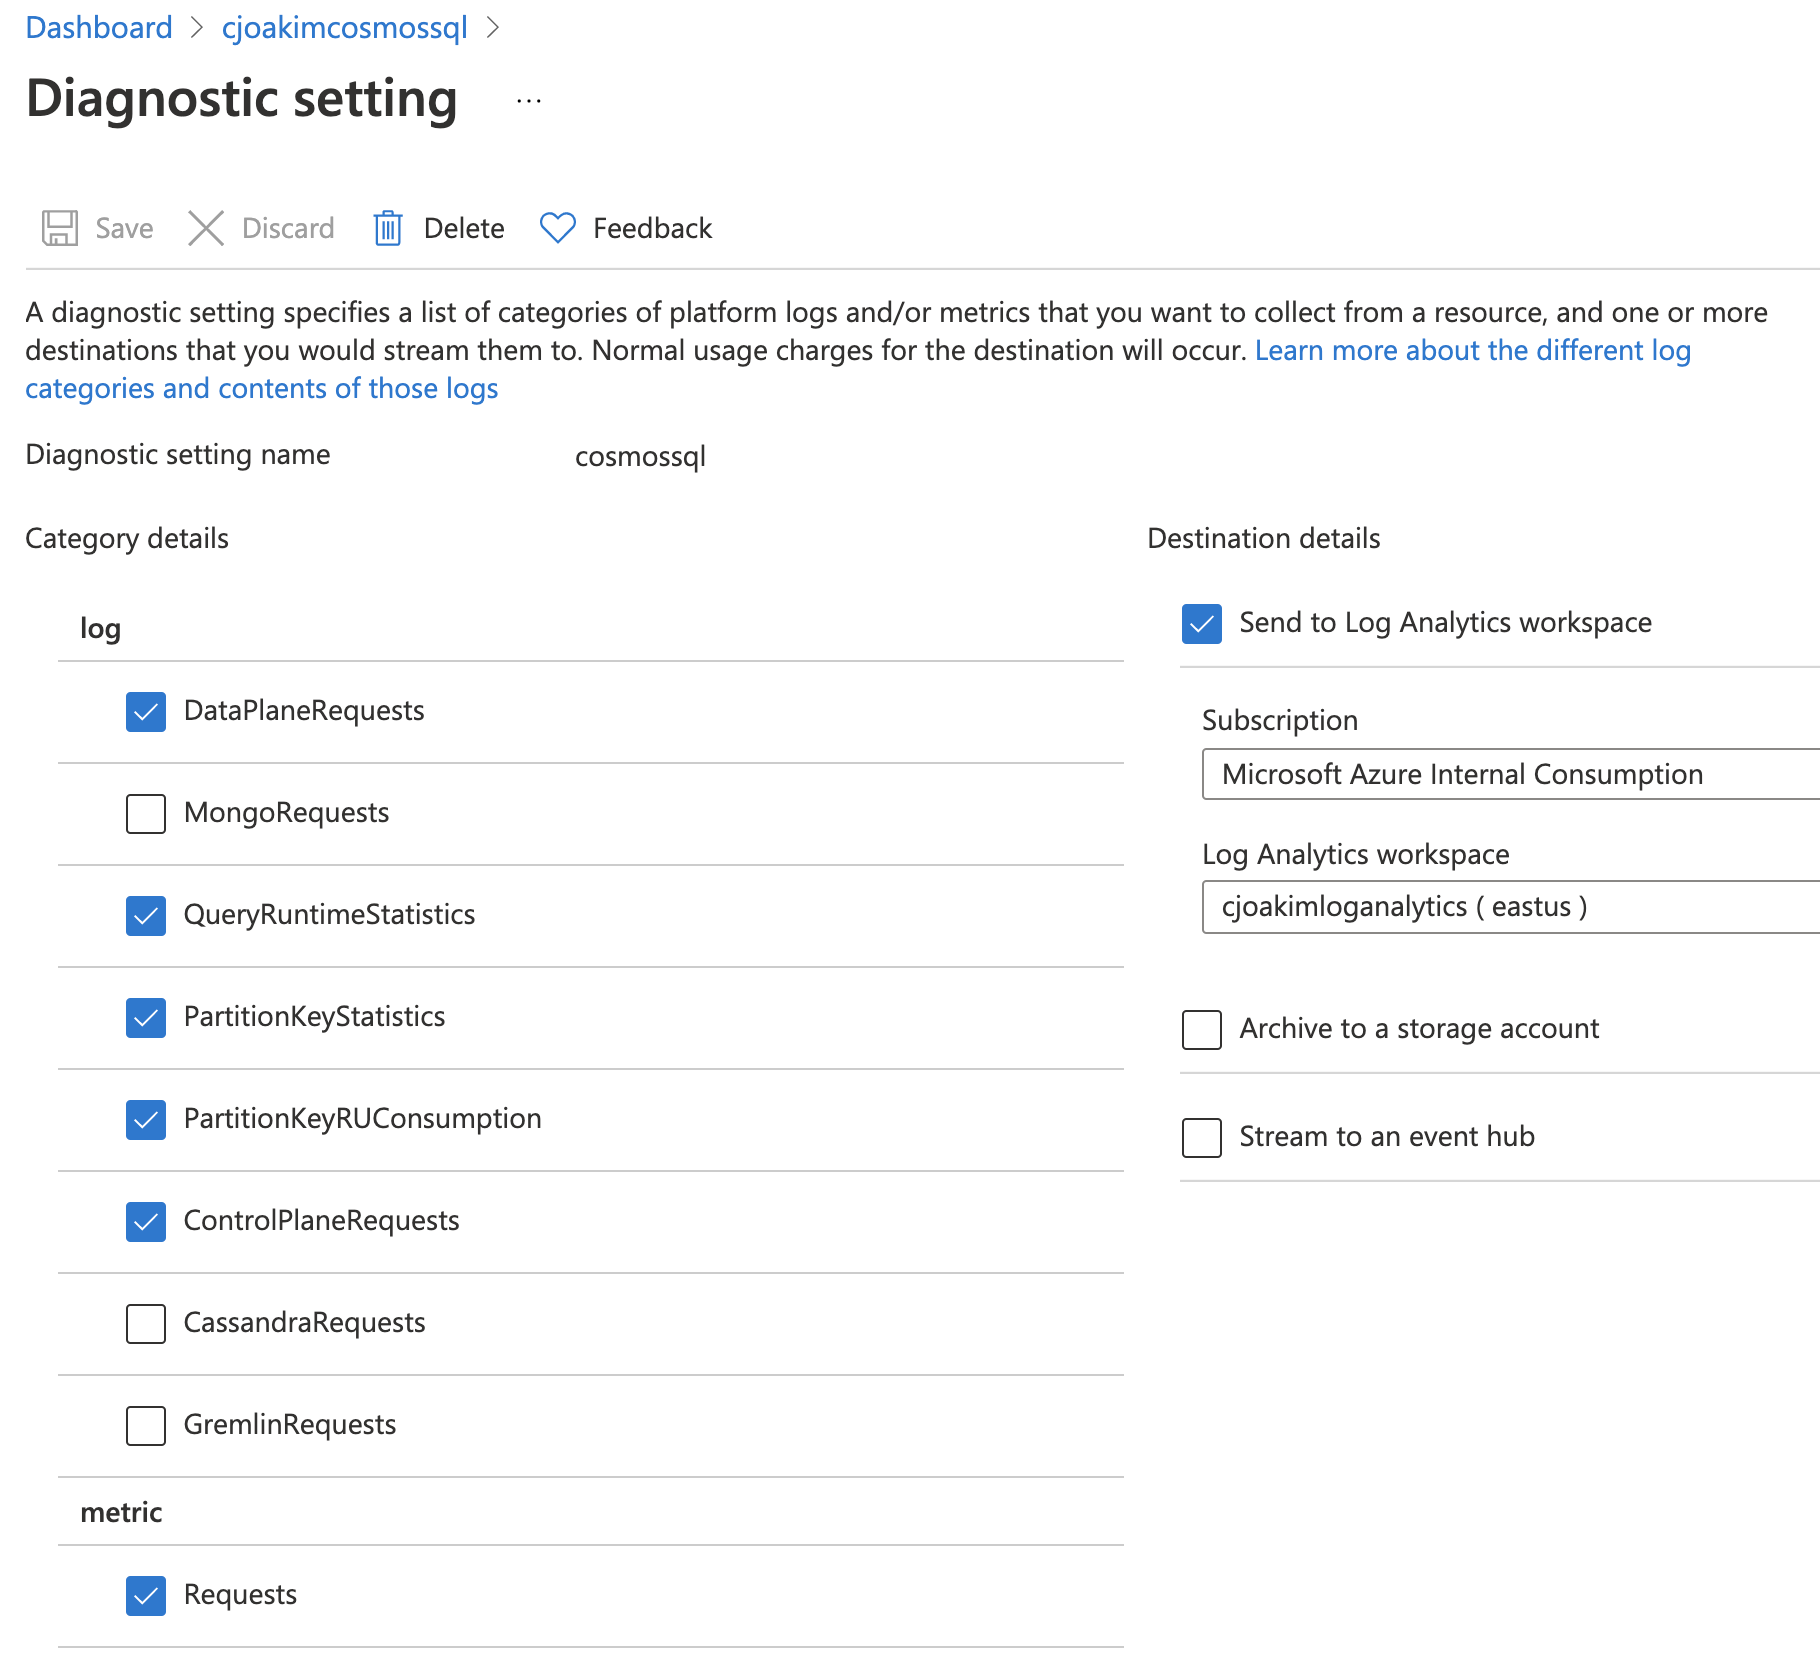 Dashboard > cjoakimcosmossql >
Diagnostic setting ...
Save Discard Delete Feedback
A diagnostic setting specifies a list of categories of platform logs and/or metrics that you want to collect from a resource, and one or more
destinations that you would stream them to. Normal usage charges for the destination will occur. Learn more about the different log
categories and contents of those logs
Diagnostic setting name cosmossql
Category details
log
DataPlaneRequests
MongoRequests
QueryRuntimeStatistics
PartitionKeyStatistics
PartitionKeyRUConsumption
ControlPlaneRequests
CassandraRequests
GremlinRequests
metric
Requests
Destination details
Send to Log Analytics workspace
Subscription
Microsoft Azure Internal Consumption
Log Analytics workspace
cjoakimloganalytics ( eastus )
Archive to a storage account
Stream to an event hub